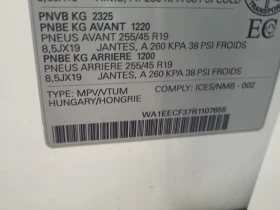 PNVB KG 2325
PNBE KG AVANT 1220
PNEUS AVANT 255/45 R19
8,5JX19 JANTES, A 260 KPA 38 PSI FROIDS
PNBE KG ARRIERE 1200
PNEUS ARRIERE 255/45 R19
8,5JX19 JANTES, A 260 KPA 38 PSI FROIDS
COMPLY/CONFORM: ICES/NMB - 002
TYPE: MPV/VTUM
HUNGARY/HONGRIE
WA1EECF37R1107655